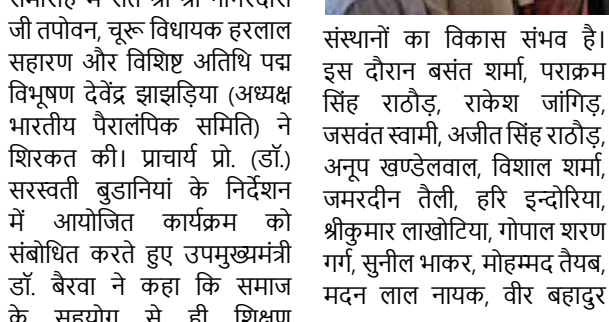 जी तपोवन, चूरू विधायक हरलाल
सहारण और विशिष्ट अतिथि पद्म
विभूषण देवेंद्र झाझड़िया (अध्यक्ष
भारतीय पैरालंपिक समिति) ने
शिरकत की। प्राचार्य प्रो. (डॉ.)
सरस्वती बुडानियां के निर्देशन
में आयोजित कार्यक्रम को
संबोधित करते हुए उपमुख्यमंत्री
डॉ. बैरवा ने कहा कि समाज
के सहयोग से ही शिक्षण
संस्थानों का विकास संभव है।
इस दौरान बसंत शर्मा, पराक्रम
सिंह राठौड़, राकेश जांगिड़,
जसवंत स्वामी, अजीत सिंह राठौड़,
अनूप खण्डेलवाल, विशाल शर्मा,
जमरदीन तैली, हरि इन्दोरिया,
श्रीकुमार लाखोटिया, गोपाल शरण
गर्ग, सुनील भाकर, मोहम्मद तैयब,
मदन लाल नायक, वीर बहादुर